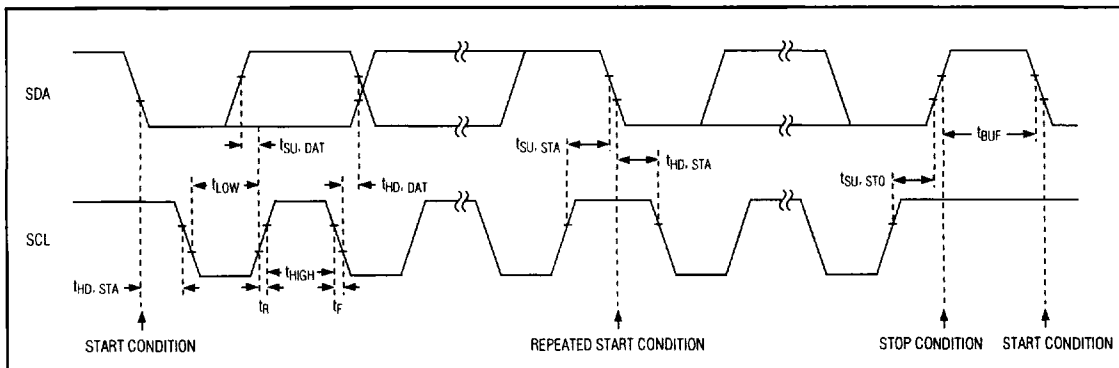 SDA
tSU, DAT
tSU, STA
tBUF
tLOW
tHD, DAT
tHD, STA
tSU, STO
SCL
tHD, STA
tHIGH
tR
tF
START CONDITION
REPEATED START CONDITION
STOP CONDITION
START CONDITION